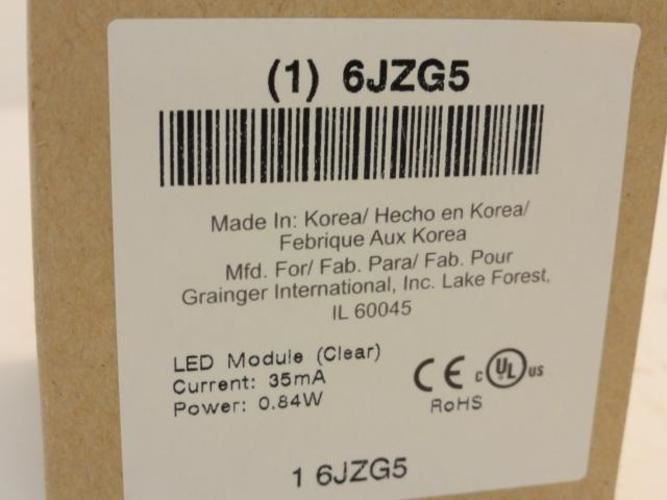 (1) 6JZG5
Made In: Korea/ Hecho en Korea/
Febrique Aux Korea
Mfd. For/ Fab. Para/ Fab. Pour
Grainger International, Inc. Lake Forest,
IL 60045
LED Module (Clear)
Current: 35mA
Power: 0.84W
CE c UL us
RoHS
1 6JZG5